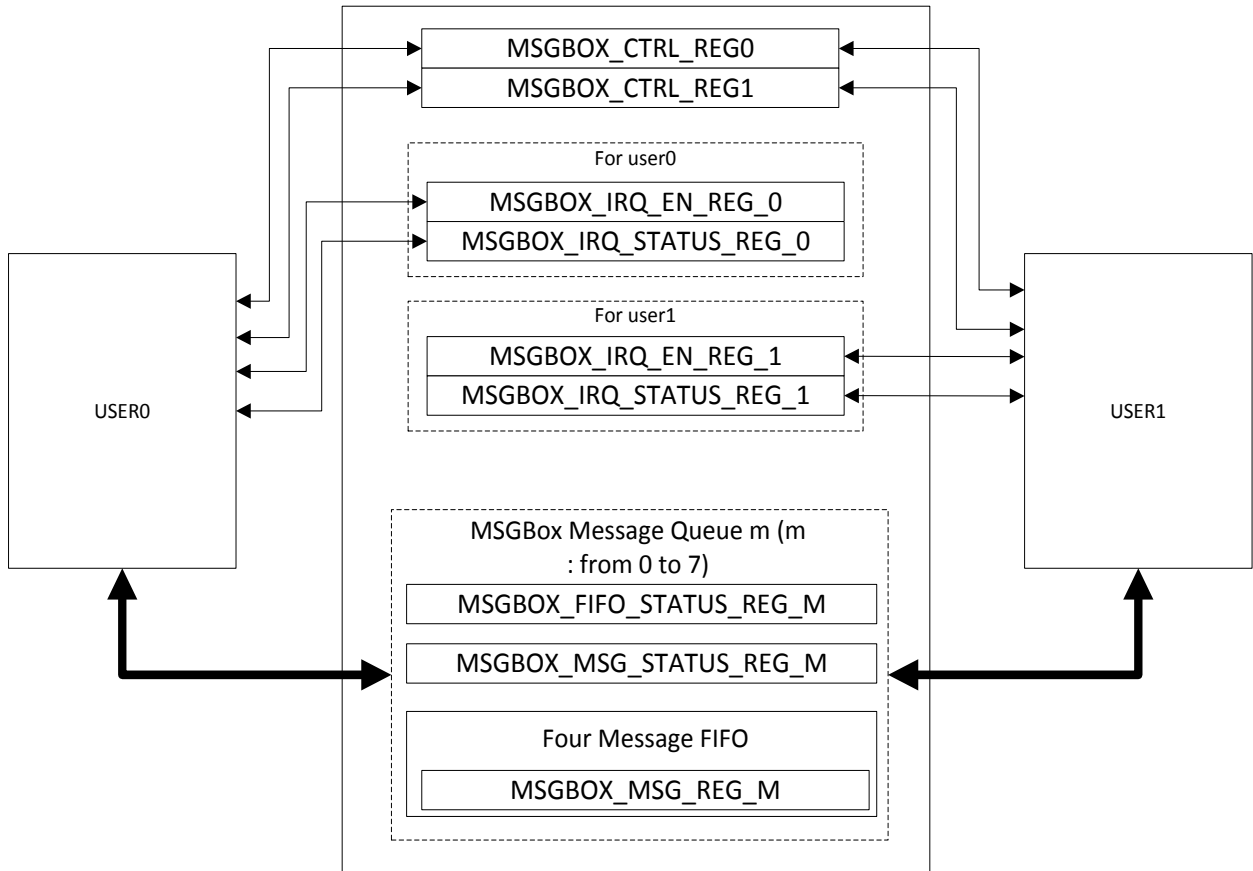 MSGBOX_CTRL_REG0
MSGBOX_CTRL_REG1
For user0
MSGBOX_IRQ_EN_REG_0
MSGBOX_IRQ_STATUS_REG_0
For user1
MSGBOX_IRQ_EN_REG_1
MSGBOX_IRQ_STATUS_REG_1
USER0
USER1
MSGBox Message Queue m (m
: from 0 to 7)
MSGBOX_FIFO_STATUS_REG_M
MSGBOX_MSG_STATUS_REG_M
Four Message FIFO
MSGBOX_MSG_REG_M